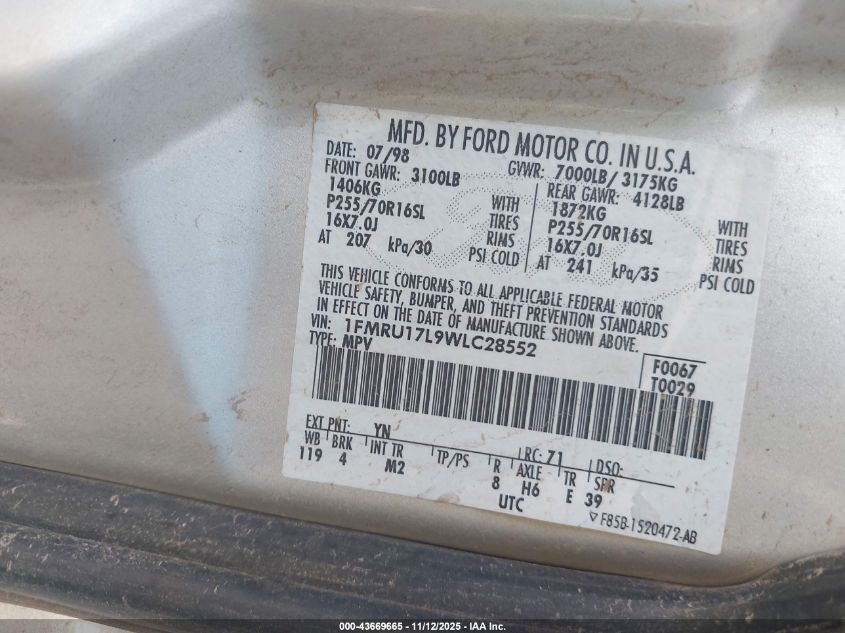 MFD. BY FORD MOTOR CO. IN U.S.A.
DATE: 07/98 GVWR: 7000LB/ 3175KG
FRONT GAWR: 3100LB REAR GAWR: 4128LB
1406KG WITH 1872KG WITH
P255/70R16SL TIRES P255/70R16SL TIRES
16X7.0J RIMS 16X7.0J RIMS
AT 207 kPa/30 PSI COLD AT 241 kPa/35 PSI COLD
THIS VEHICLE CONFORMS TO ALL APPLICABLE FEDERAL MOTOR
VEHICLE SAFETY, BUMPER, AND THEFT PREVENTION STANDARDS
IN EFFECT ON THE DATE OF MANUFACTURE SHOWN ABOVE.
VIN: 1FMRU17L9WLC28552
TYPE: MPV
F0067
T0029
EXT PNT: YN RC: 71 DSO:
WB BRK INT TR TP/PS R AXLE TR SPR
119 4 M2 8 H6 E 39
UTC
▽ F85B-1520472-AB
000-43669665 - 11/12/2025 - IAA Inc.